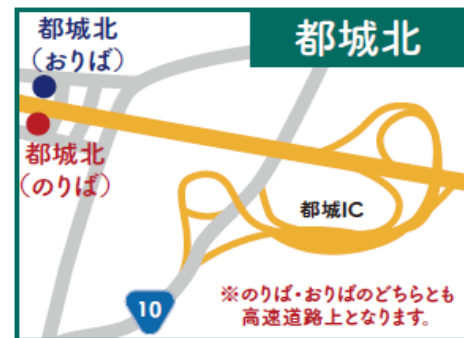 都城北
都城北
（おりば）
都城北
（のりば）
都城IC
10
※のりば・おりばのどちらとも
高速道路上となります。